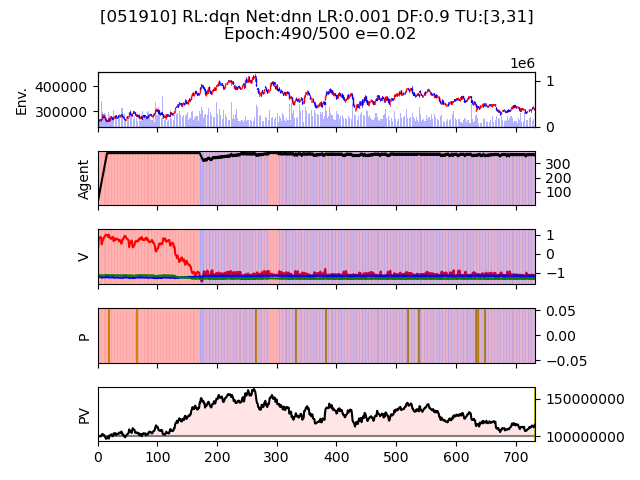 [051910] RL:dqn Net:dnn LR:0.001 DF:0.9 TU:[3,31]
Epoch:490/500 e=0.02
1e6
Env.
400000
300000
1
0
Agent
300
200
100
V
1
0
−1
P
0.05
0.00
−0.05
PV
150000000
100000000
0 100 200 300 400 500 600 700